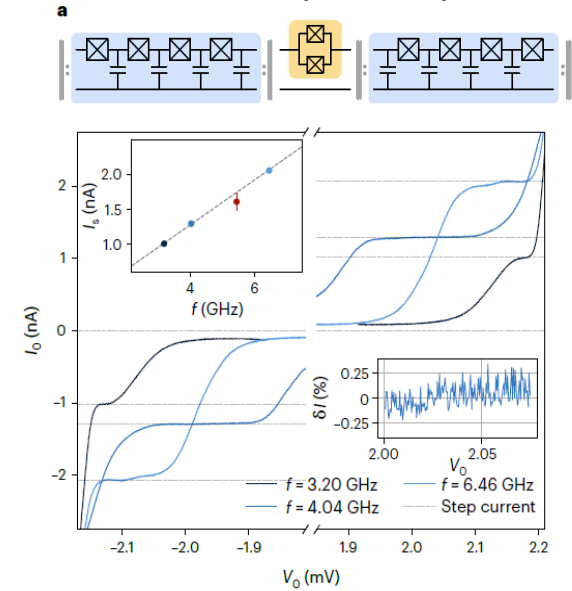 a
I₀ (nA)
2
1
0
−1
−2
Iₛ (nA)
2.0
1.5
1.0
4
6
f (GHz)
δI (%)
0.25
0
−0.25
2.00
2.05
V₀
f = 3.20 GHz
f = 6.46 GHz
f = 4.04 GHz
Step current
−2.1
−2.0
−1.9
1.9
2.0
2.1
2.2
V₀ (mV)